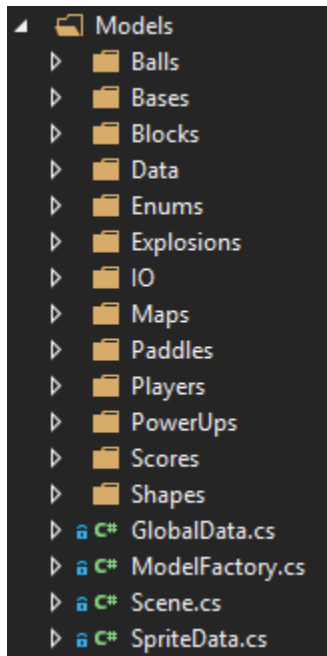 Models
Balls
Bases
Blocks
Data
Enums
Explosions
IO
Maps
Paddles
Players
PowerUps
Scores
Shapes
C# GlobalData.cs
C# ModelFactory.cs
C# Scene.cs
C# SpriteData.cs